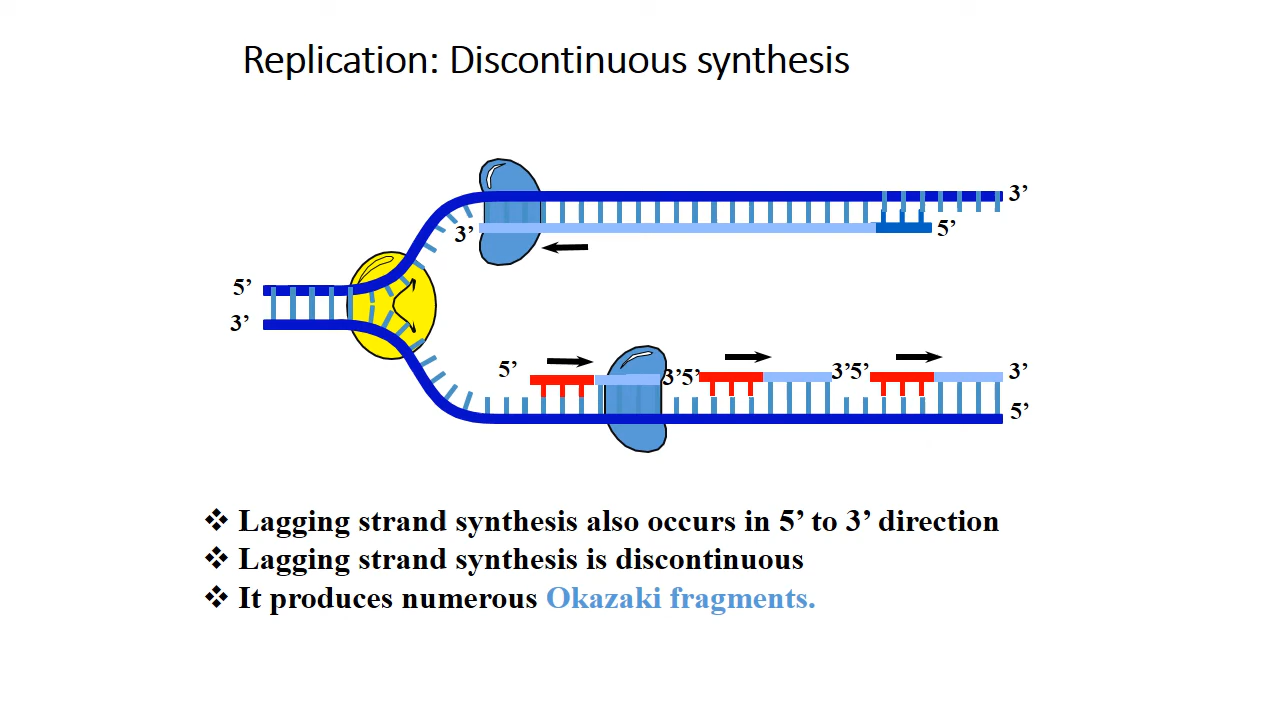 Replication: Discontinuous synthesis
3’
3’
5’
5’
3’
5’
3’5’
3’5’
3’
5’
❖ Lagging strand synthesis also occurs in 5’ to 3’ direction
❖ Lagging strand synthesis is discontinuous
❖ It produces numerous Okazaki fragments.